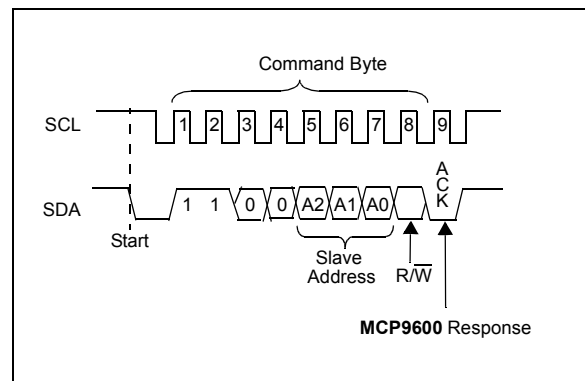 Command Byte
SCL 1 2 3 4 5 6 7 8 9
SDA 1 1 0 0 A2 A1 A0 ACK
Start
Slave
Address
R/W̅
MCP9600 Response